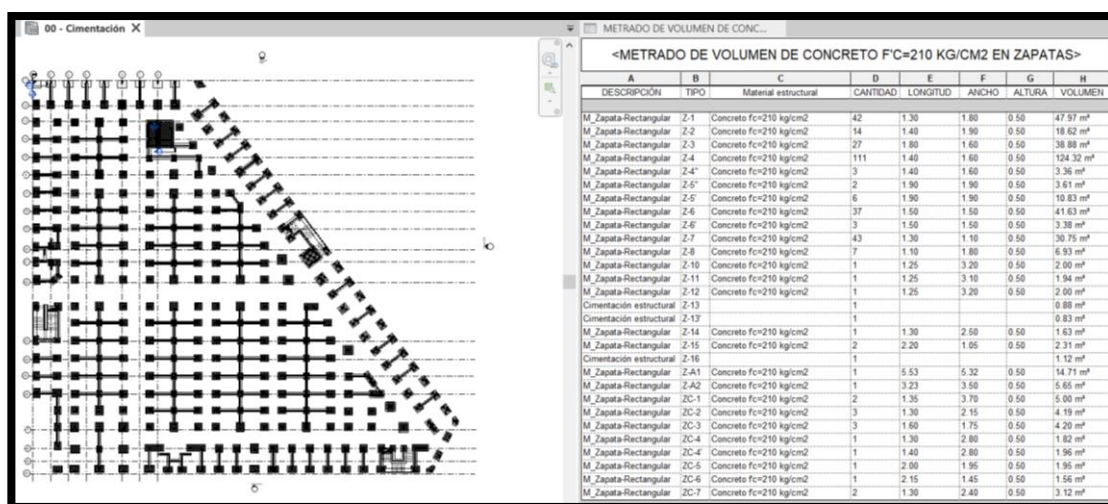 00 - Cimentación
METRADO DE VOLUMEN DE CONC...
<METRADO DE VOLUMEN DE CONCRETO F'C=210 KG/CM2 EN ZAPATAS>
A B C D E F G H
DESCRIPCIÓN TIPO Material estructural CANTIDAD LONGITUD ANCHO ALTURA VOLUMEN
M_Zapata-Rectangular Z-1 Concreto f'c=210 kg/cm2 42 1.30 1.80 0.50 47.97 m³
M_Zapata-Rectangular Z-2 Concreto f'c=210 kg/cm2 14 1.40 1.90 0.50 18.62 m³
M_Zapata-Rectangular Z-3 Concreto f'c=210 kg/cm2 27 1.80 1.60 0.50 38.88 m³
M_Zapata-Rectangular Z-4 Concreto f'c=210 kg/cm2 111 1.40 1.60 0.50 124.32 m³
M_Zapata-Rectangular Z-4" Concreto f'c=210 kg/cm2 3 1.40 1.60 0.50 3.36 m³
M_Zapata-Rectangular Z-5" Concreto f'c=210 kg/cm2 2 1.90 1.90 0.50 3.61 m³
M_Zapata-Rectangular Z-5' Concreto f'c=210 kg/cm2 6 1.90 1.90 0.50 10.83 m³
M_Zapata-Rectangular Z-6 Concreto f'c=210 kg/cm2 37 1.50 1.50 0.50 41.63 m³
M_Zapata-Rectangular Z-6' Concreto f'c=210 kg/cm2 3 1.50 1.50 0.50 3.38 m³
M_Zapata-Rectangular Z-7 Concreto f'c=210 kg/cm2 43 1.30 1.10 0.50 30.75 m³
M_Zapata-Rectangular Z-8 Concreto f'c=210 kg/cm2 7 1.10 1.80 0.50 6.93 m³
M_Zapata-Rectangular Z-10 Concreto f'c=210 kg/cm2 1 1.25 3.20 0.50 2.00 m³
M_Zapata-Rectangular Z-11 Concreto f'c=210 kg/cm2 1 1.25 3.10 0.50 1.94 m³
M_Zapata-Rectangular Z-12 Concreto f'c=210 kg/cm2 1 1.25 3.20 0.50 2.00 m³
Cimentación estructural Z-13 1 0.88 m³
Cimentación estructural Z-13' 1 0.83 m³
M_Zapata-Rectangular Z-14 Concreto f'c=210 kg/cm2 1 1.30 2.50 0.50 1.63 m³
M_Zapata-Rectangular Z-15 Concreto f'c=210 kg/cm2 2 2.20 1.05 0.50 2.31 m³
Cimentación estructural Z-16 1 1.12 m³
M_Zapata-Rectangular Z-A1 Concreto f'c=210 kg/cm2 1 5.53 5.32 0.50 14.71 m³
M_Zapata-Rectangular Z-A2 Concreto f'c=210 kg/cm2 1 3.23 3.50 0.50 5.65 m³
M_Zapata-Rectangular ZC-1 Concreto f'c=210 kg/cm2 2 1.35 3.70 0.50 5.00 m³
M_Zapata-Rectangular ZC-2 Concreto f'c=210 kg/cm2 3 1.30 2.15 0.50 4.19 m³
M_Zapata-Rectangular ZC-3 Concreto f'c=210 kg/cm2 3 1.60 1.75 0.50 4.20 m³
M_Zapata-Rectangular ZC-4 Concreto f'c=210 kg/cm2 1 1.30 2.80 0.50 1.82 m³
M_Zapata-Rectangular ZC-4' Concreto f'c=210 kg/cm2 1 1.40 2.80 0.50 1.96 m³
M_Zapata-Rectangular ZC-5 Concreto f'c=210 kg/cm2 1 2.00 1.95 0.50 1.95 m³
M_Zapata-Rectangular ZC-6 Concreto f'c=210 kg/cm2 1 2.15 1.45 0.50 1.56 m³
M_Zapata-Rectangular ZC-7 Concreto f'c=210 kg/cm2 2 1.30 2.40 0.50 3.12 m³